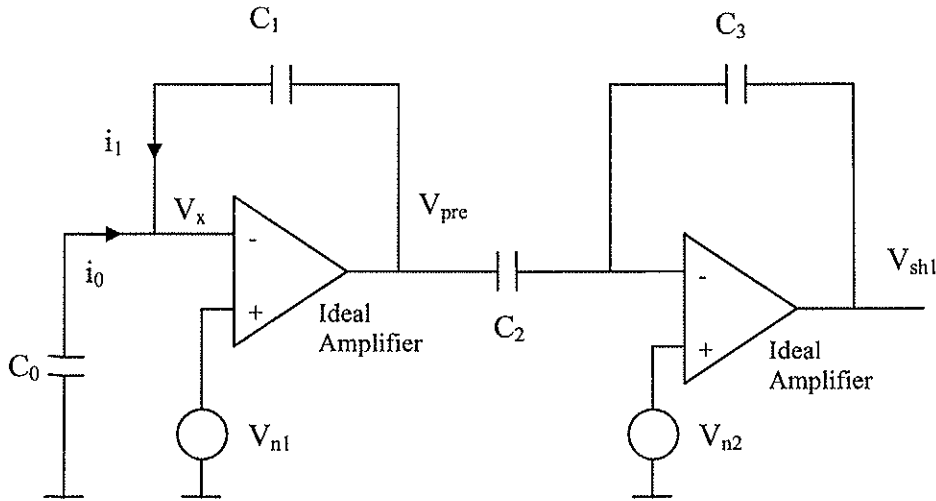 C1
C3
i1
Vx
Vpre
Vsh1
-
-
i0
+
Ideal
Amplifier
C2
+
Ideal
Amplifier
C0
Vn1
Vn2